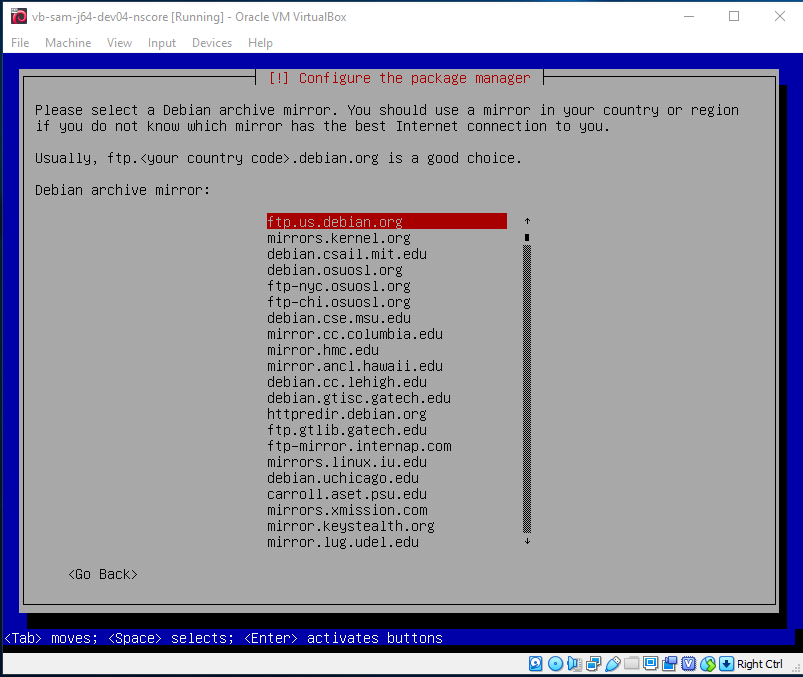 vb-sam-j64-dev04-nscore [Running] - Oracle VM VirtualBox
File Machine View Input Devices Help
[!] Configure the package manager
Please select a Debian archive mirror. You should use a mirror in your country or region
if you do not know which mirror has the best Internet connection to you.
Usually, ftp.<your country code>.debian.org is a good choice.
Debian archive mirror:
ftp.us.debian.org
mirrors.kernel.org
debian.csail.mit.edu
debian.osuosl.org
ftp-nyc.osuosl.org
ftp-chi.osuosl.org
debian.cse.msu.edu
mirror.cc.columbia.edu
mirror.hmc.edu
mirror.ancl.hawaii.edu
debian.cc.lehigh.edu
debian.gtisc.gatech.edu
httpredir.debian.org
ftp.gtlib.gatech.edu
ftp-mirror.internap.com
mirrors.linux.iu.edu
debian.uchicago.edu
carroll.aset.psu.edu
mirrors.xmission.com
mirror.keystealth.org
mirror.lug.udel.edu
<Go Back>
<Tab> moves; <Space> selects; <Enter> activates buttons
Right Ctrl